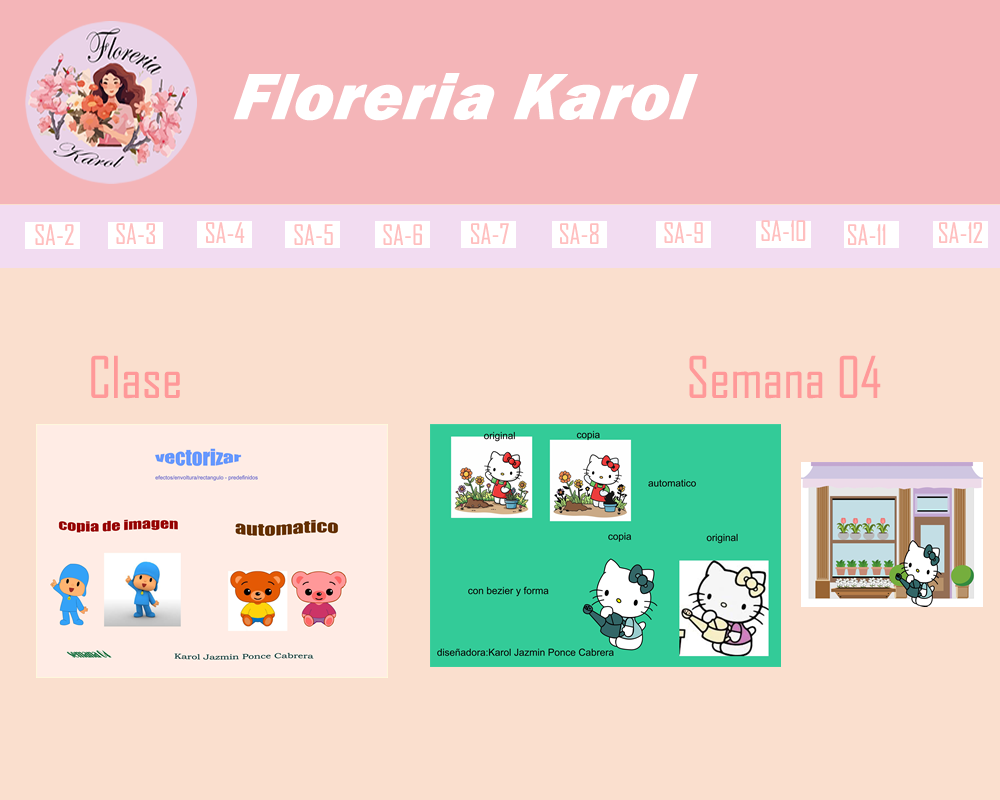 Floreria
Karol
Floreria Karol
SA-2 SA-3 SA-4 SA-5 SA-6 SA-7 SA-8 SA-9 SA-10 SA-11 SA-12
Clase
Semana 04
vectorizar
efectos/envoltura/rectangulo - predefinidos
copia de imagen
automatico
semana14
Karol Jazmin Ponce Cabrera
original
copia
automatico
copia
original
con bezier y forma
diseñadora:Karol Jazmin Ponce Cabrera